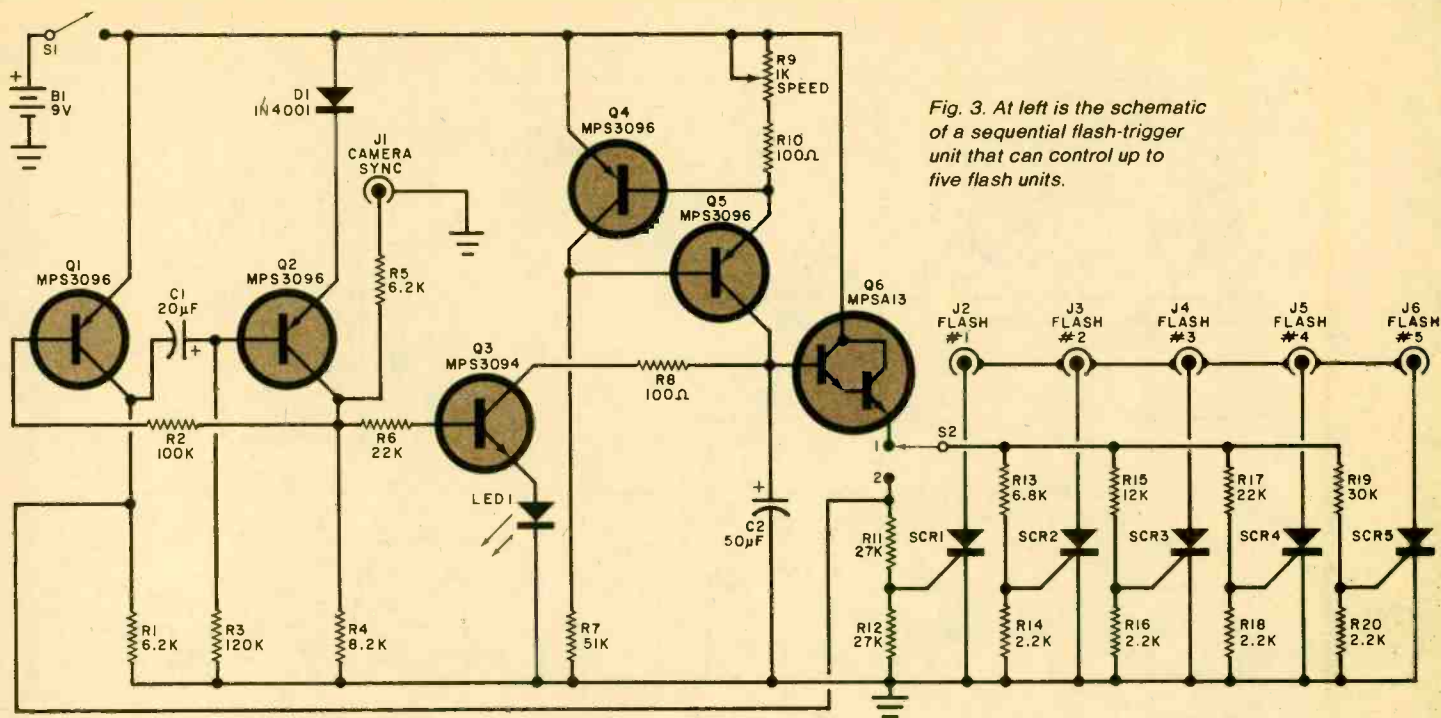 S1
+
B1
9V
D1
1N4001
J1
CAMERA
SYNC
Q4
MPS3096
R9
1K
SPEED
R10
100Ω
Fig. 3. At left is the schematic
of a sequential flash-trigger
unit that can control up to
five flash units.
Q5
MPS3096
Q1
MPS3096
C1
20µF
+
Q2
MPS3096
R5
6.2K
Q6
MPSA13
J2
FLASH
#1
J3
FLASH
#2
J4
FLASH
#3
J5
FLASH
#4
J6
FLASH
#5
Q3
MPS3094
R8
100Ω
R2
100K
R6
22K
1
S2
2
LED1
+
C2
50µF
R11
27K
R13
6.8K
R15
12K
R17
22K
R19
30K
SCR1
SCR2
SCR3
SCR4
SCR5
R1
6.2K
R3
120K
R4
8.2K
R7
51K
R12
27K
R14
2.2K
R16
2.2K
R18
2.2K
R20
2.2K